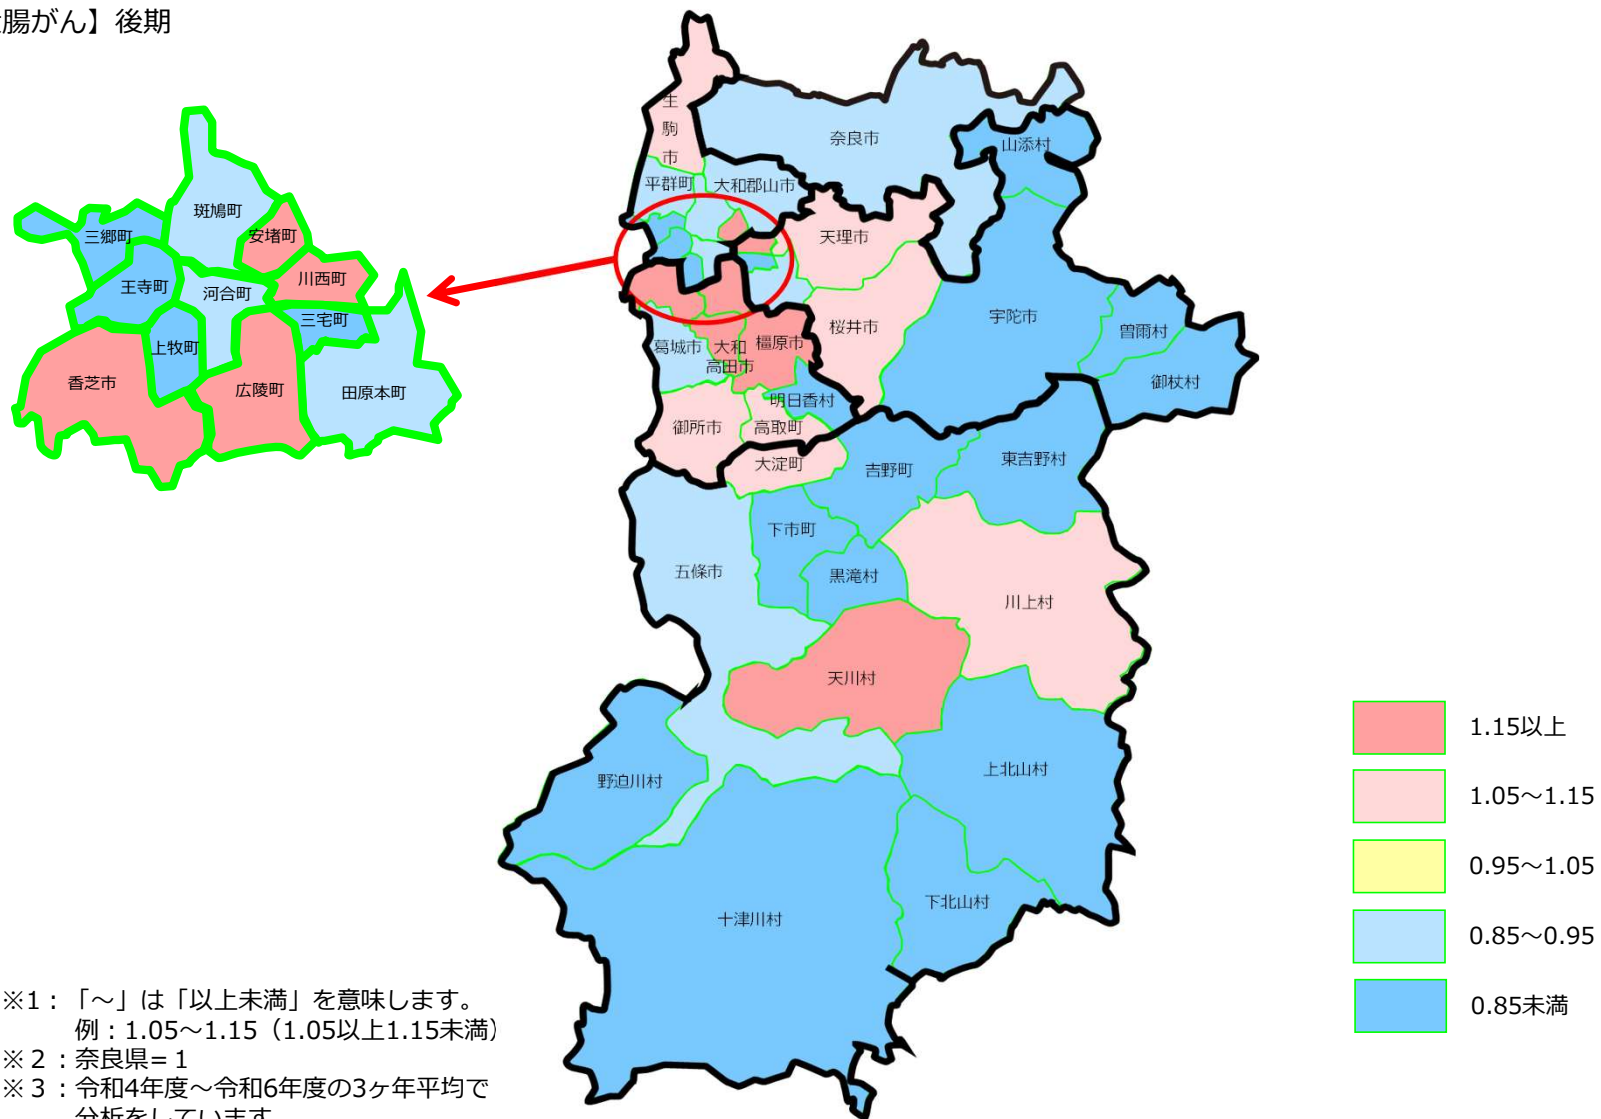 腸がん】後期
生
駒
市
奈良市
山添村
平群町
大和郡山市
斑鳩町
三郷町
安堵町
天理市
川西町
王寺町
河合町
三宅町
宇陀市
曽爾村
桜井市
上牧町
葛城市
大和
高田市
橿原市
御杖村
香芝市
広陵町
田原本町
明日香村
御所市
高取町
大淀町
吉野町
東吉野村
下市町
五條市
黒滝村
川上村
天川村
1.15以上
野迫川村
上北山村
1.05～1.15
0.95～1.05
十津川村
下北山村
0.85～0.95
0.85未満
※1：「～」は「以上未満」を意味します。
例：1.05～1.15（1.05以上1.15未満）
※２：奈良県=１
※３：令和4年度～令和6年度の3ヶ年平均で
分析をしています